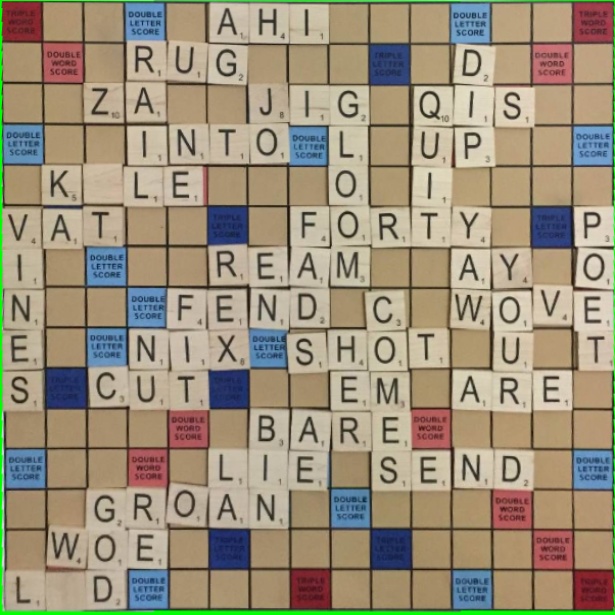 TRIPLE WORD SCORE DOUBLE LETTER SCORE AHI DOUBLE LETTER SCORE TRIPLE WORD SCORE
DOUBLE WORD SCORE RUG TRIPLE LETTER SCORE D DOUBLE WORD SCORE
ZA JIG QIS
DOUBLE LETTER SCORE INTO DOUBLE LETTER SCORE L UP DOUBLE LETTER SCORE
K LE O I
VAT TRIPLE LETTER SCORE FORTY TRIPLE LETTER SCORE P
I DOUBLE LETTER SCORE REAM AY O
N DOUBLE LETTER SCORE FEND C WOVE
E DOUBLE LETTER SCORE NIX DOUBLE LETTER SCORE SHOT U T
S TRIPLE LETTER SCORE CUT TRIPLE LETTER SCORE EM ARE
DOUBLE WORD SCORE BARE DOUBLE WORD SCORE
DOUBLE LETTER SCORE DOUBLE WORD SCORE LIE SEND DOUBLE LETTER SCORE
GROAN DOUBLE LETTER SCORE DOUBLE WORD SCORE
WOE TRIPLE LETTER SCORE TRIPLE LETTER SCORE DOUBLE WORD SCORE
L D DOUBLE LETTER SCORE TRIPLE WORD SCORE DOUBLE LETTER SCORE TRIPLE WORD SCORE